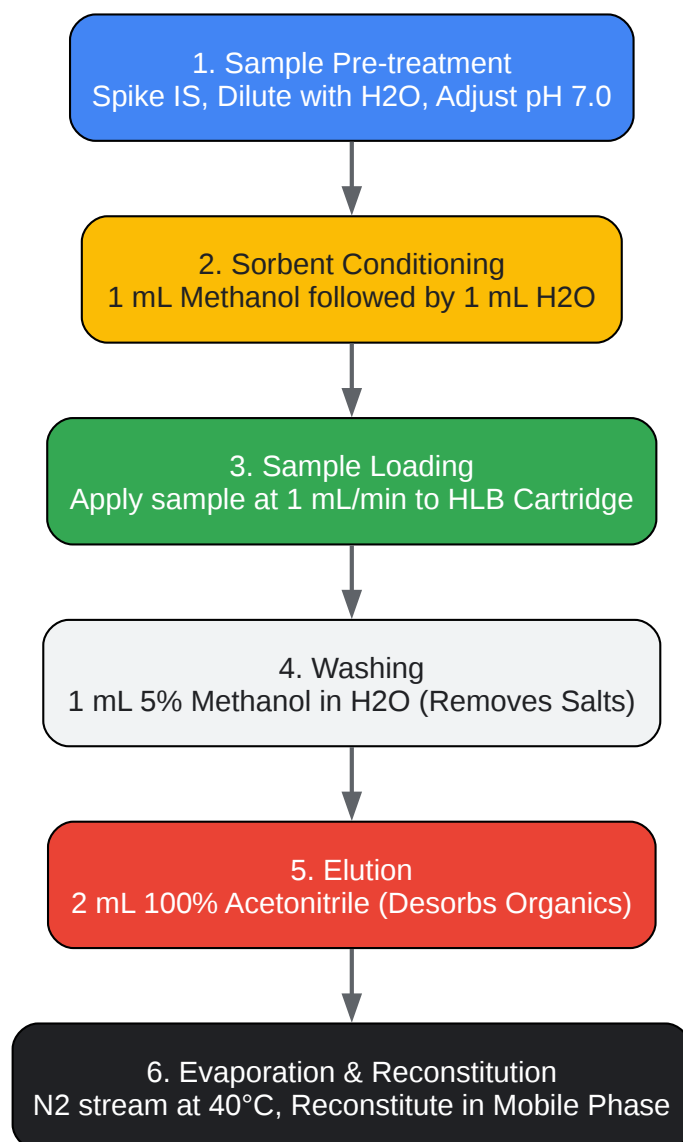 1. Sample Pre-treatment
Spike IS, Dilute with H2O, Adjust pH 7.0
2. Sorbent Conditioning
1 mL Methanol followed by 1 mL H2O
3. Sample Loading
Apply sample at 1 mL/min to HLB Cartridge
4. Washing
1 mL 5% Methanol in H2O (Removes Salts)
5. Elution
2 mL 100% Acetonitrile (Desorbs Organics)
6. Evaporation & Reconstitution
N2 stream at 40°C, Reconstitute in Mobile Phase